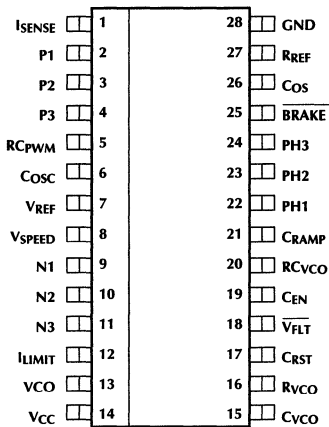 ISENSE 1 28 GND
P1 2 27 RREF
P2 3 26 COS
P3 4 25 BRAKE
RCPWM 5 24 PH3
COSC 6 23 PH2
VREF 7 22 PH1
VSPEED 8 21 CRAMP
N1 9 20 RCVCO
N2 10 19 CEN
N3 11 18 VFLT
ILIMIT 12 17 CRST
VCO 13 16 RVCO
VCC 14 15 CVCO